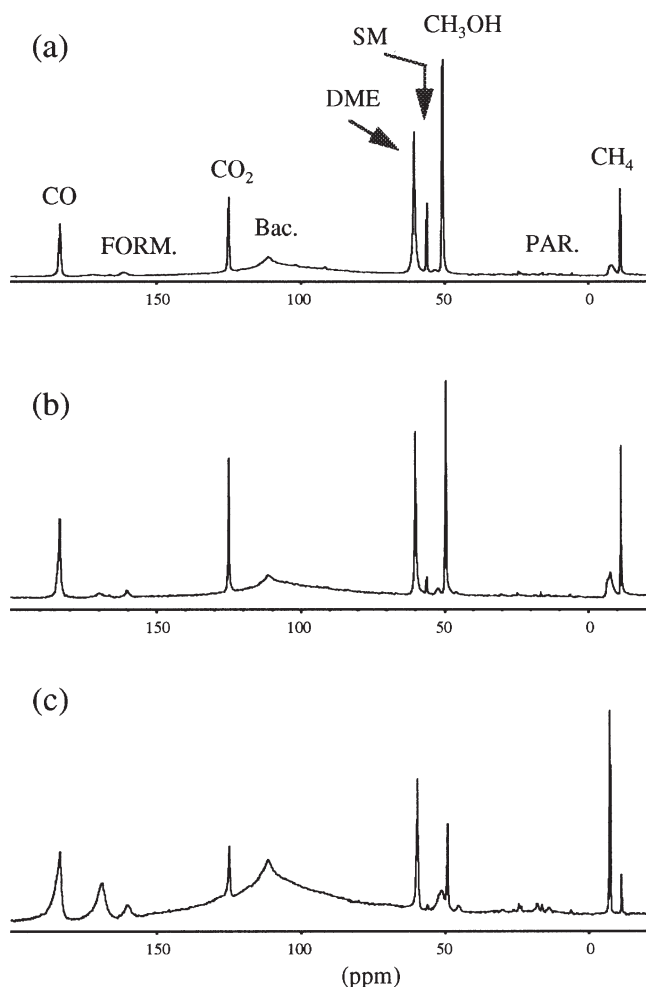 (a)
SM
CH₃OH
DME
CO
FORM.
CO₂
Bac.
PAR.
CH₄
150 100 50 0
(b)
150 100 50 0
(c)
150 100 50 0
(ppm)